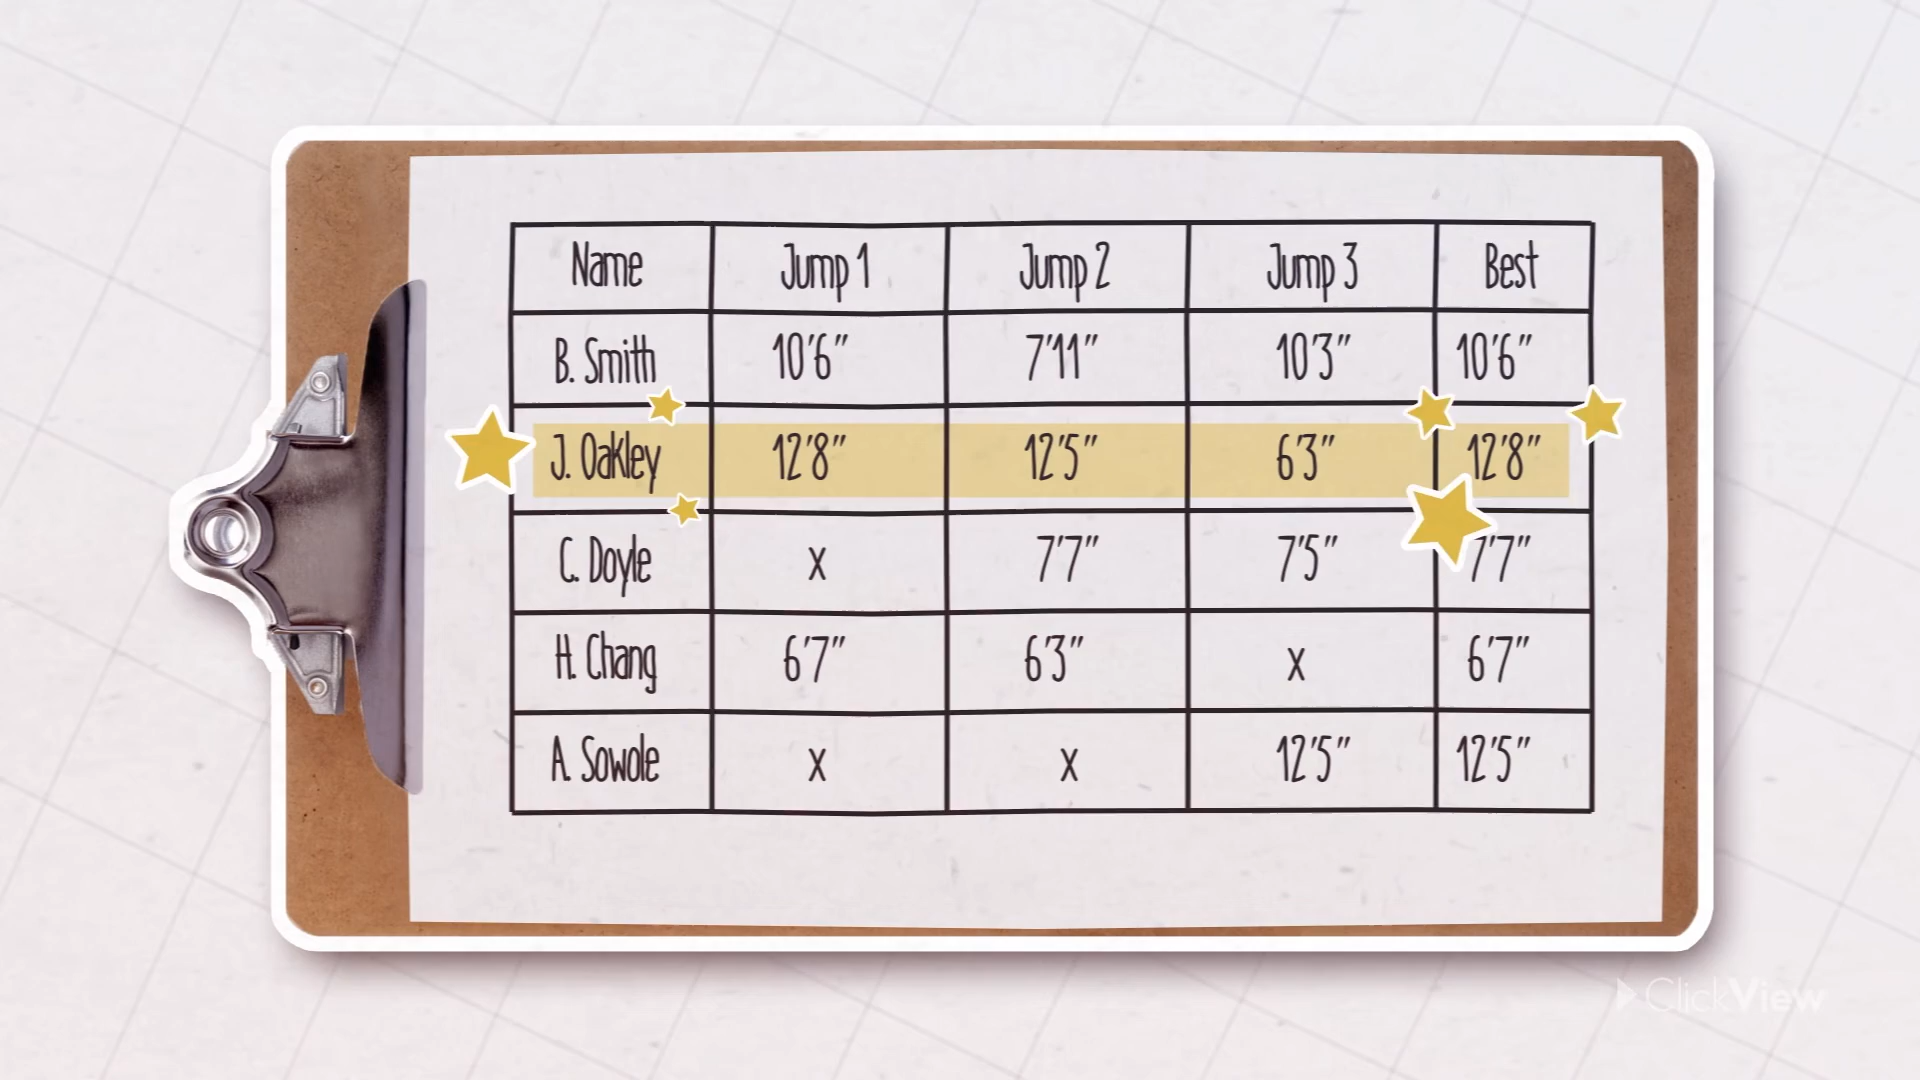 Name Jump 1 Jump 2 Jump 3 Best
B. Smith 10'6" 7'11" 10'3" 10'6"
J. Oakley 12'8" 12'5" 6'3" 12'8"
C. Doyle x 7'7" 7'5" 7'7"
H. Chang 6'7" 6'3" x 6'7"
A. Sowole x x 12'5" 12'5"
ClickView